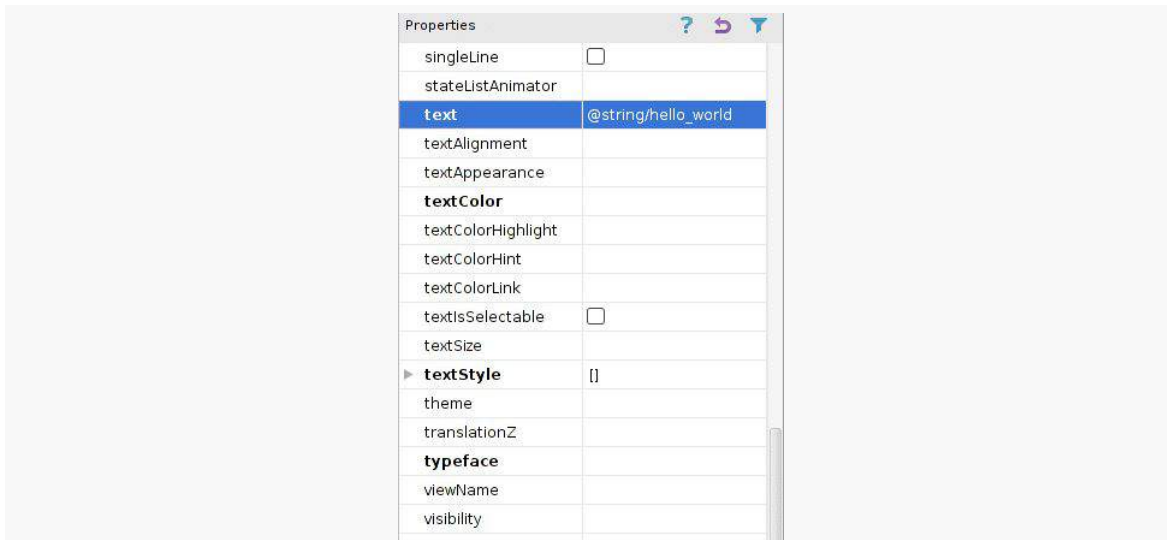 Properties ?
singleLine
stateListAnimator
text @string/hello_world
textAlignment
textAppearance
textColor
textColorHighlight
textColorHint
textColorLink
textIsSelectable
textSize
textStyle []
theme
translationZ
typeface
viewName
visibility